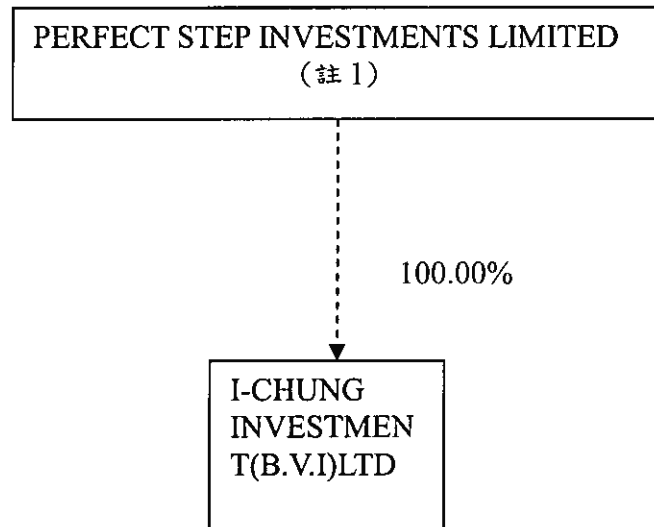 PERFECT STEP INVESTMENTS LIMITED
(註 1)
100.00%
I-CHUNG
INVESTMEN
T(B.V.I)LTD